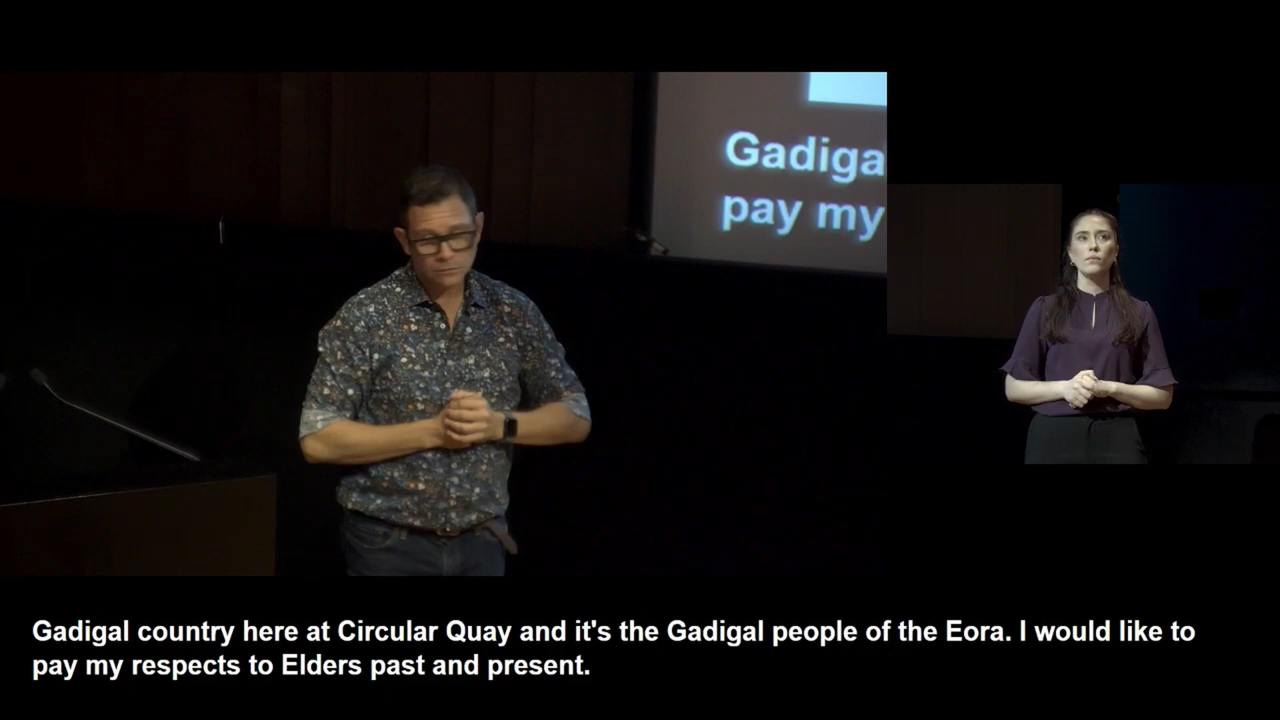 Gadiga
pay my
Gadigal country here at Circular Quay and it's the Gadigal people of the Eora. I would like to
pay my respects to Elders past and present.